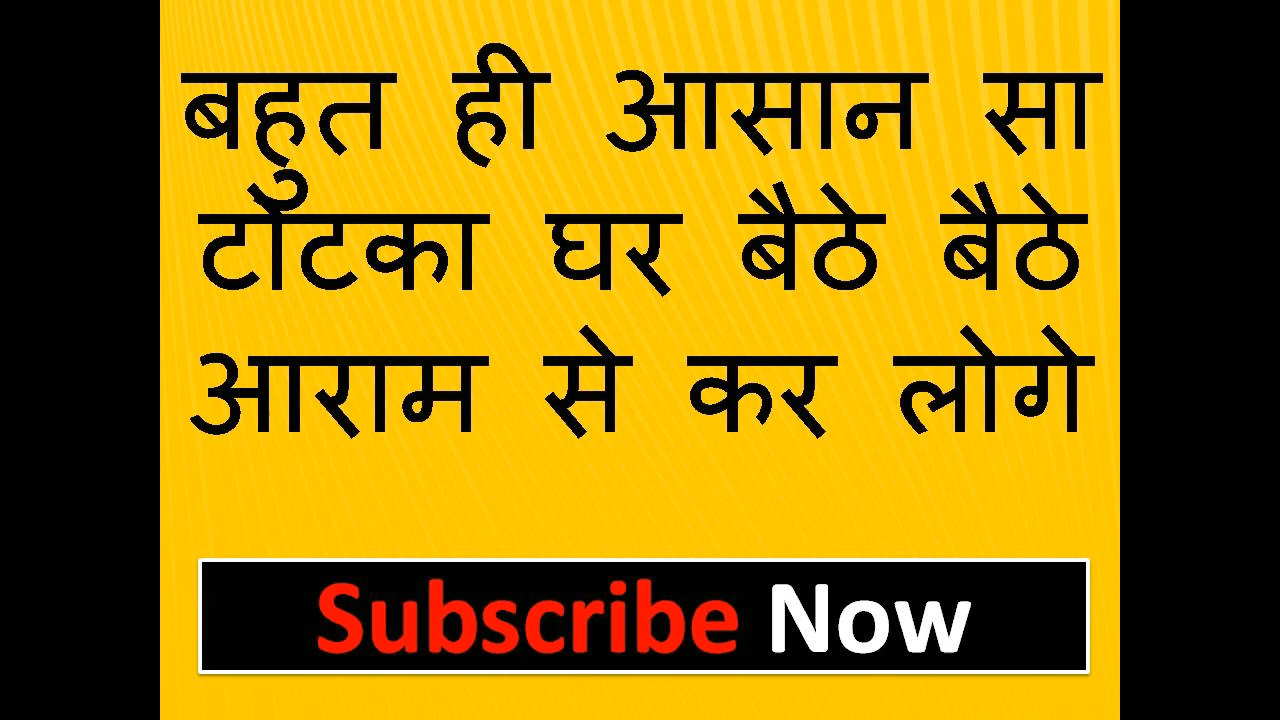 बहुत ही आसान सा
टोटका घर बैठे बैठे
आराम से कर लोगे
Subscribe Now